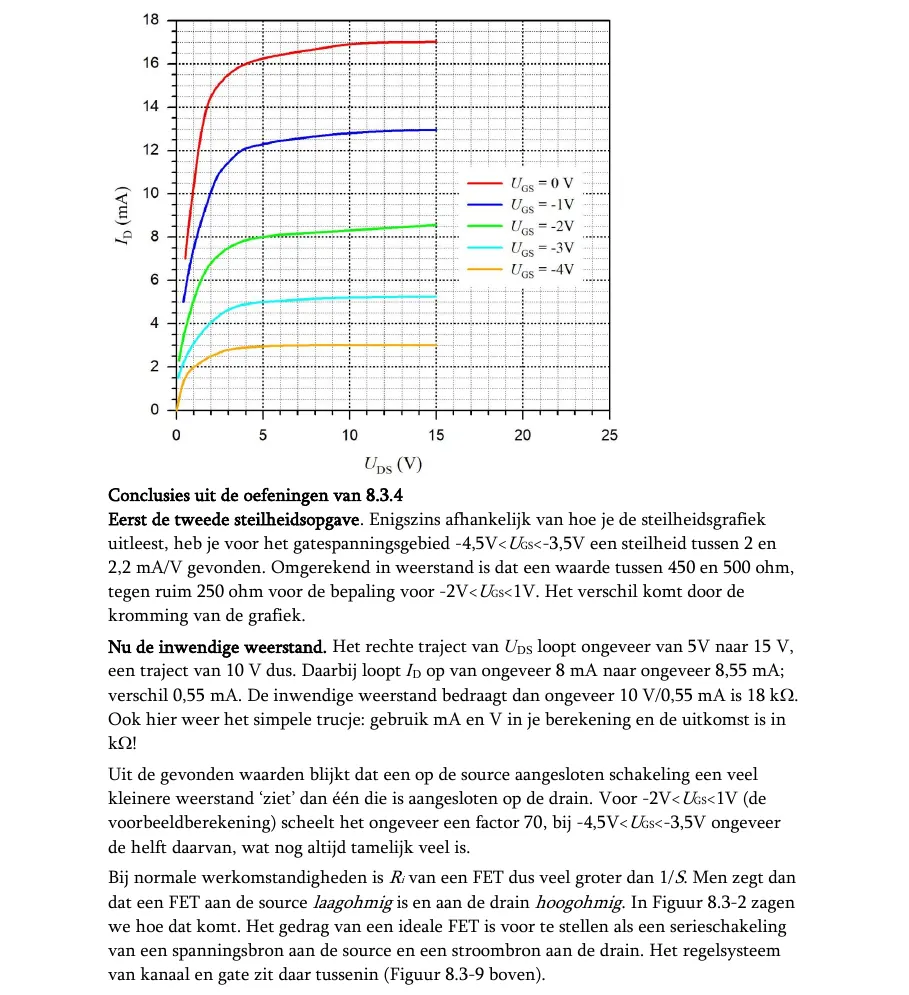 18
16
14
12
10
8
6
4
2
0
I_D (mA)
U_GS = 0 V
U_GS = -1V
U_GS = -2V
U_GS = -3V
U_GS = -4V
0 5 10 15 20 25
U_DS (V)
Conclusies uit de oefeningen van 8.3.4
Eerst de tweede steilheidsopgave. Enigszins afhankelijk van hoe je de steilheidsgrafiek
uitleest, heb je voor het gatespanningsgebied -4,5V<U_GS<-3,5V een steilheid tussen 2 en
2,2 mA/V gevonden. Omgerekend in weerstand is dat een waarde tussen 450 en 500 ohm,
tegen ruim 250 ohm voor de bepaling voor -2V<U_GS<1V. Het verschil komt door de
kromming van de grafiek.
Nu de inwendige weerstand. Het rechte traject van U_DS loopt ongeveer van 5V naar 15 V,
een traject van 10 V dus. Daarbij loopt I_D op van ongeveer 8 mA naar ongeveer 8,55 mA;
verschil 0,55 mA. De inwendige weerstand bedraagt dan ongeveer 10 V/0,55 mA is 18 kΩ.
Ook hier weer het simpele trucje: gebruik mA en V in je berekening en de uitkomst is in
kΩ!
Uit de gevonden waarden blijkt dat een op de source aangesloten schakeling een veel
kleinere weerstand ‘ziet’ dan één die is aangesloten op de drain. Voor -2V<U_GS<1V (de
voorbeeldberekening) scheelt het ongeveer een factor 70, bij -4,5V<U_GS<-3,5V ongeveer
de helft daarvan, wat nog altijd tamelijk veel is.
Bij normale werkomstandigheden is R_i van een FET dus veel groter dan 1/S. Men zegt dan
dat een FET aan de source laagohmig is en aan de drain hoogohmig. In Figuur 8.3-2 zagen
we hoe dat komt. Het gedrag van een ideale FET is voor te stellen als een serieschakeling
van een spanningsbron aan de source en een stroombron aan de drain. Het regelsysteem
van kanaal en gate zit daar tussenin (Figuur 8.3-9 boven).